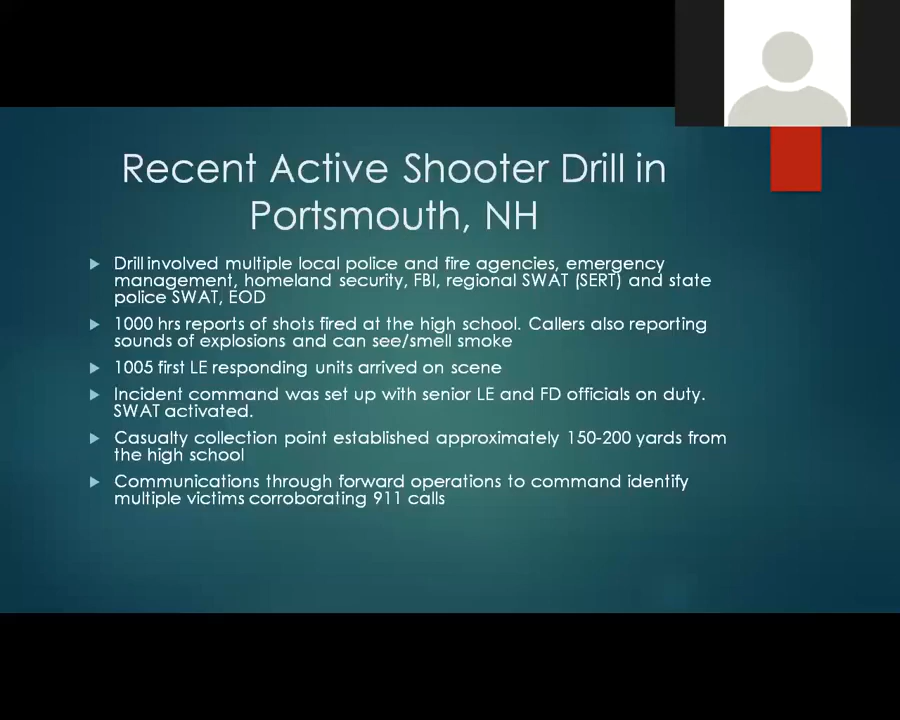 Recent Active Shooter Drill in
Portsmouth, NH
Drill involved multiple local police and fire agencies, emergency
management, homeland security, FBI, regional SWAT (SERT) and state
police SWAT, EOD
1000 hrs reports of shots fired at the high school. Callers also reporting
sounds of explosions and can see/smell smoke
1005 first LE responding units arrived on scene
Incident command was set up with senior LE and FD officials on duty.
SWAT activated.
Casualty collection point established approximately 150-200 yards from
the high school
Communications through forward operations to command identify
multiple victims corroborating 911 calls